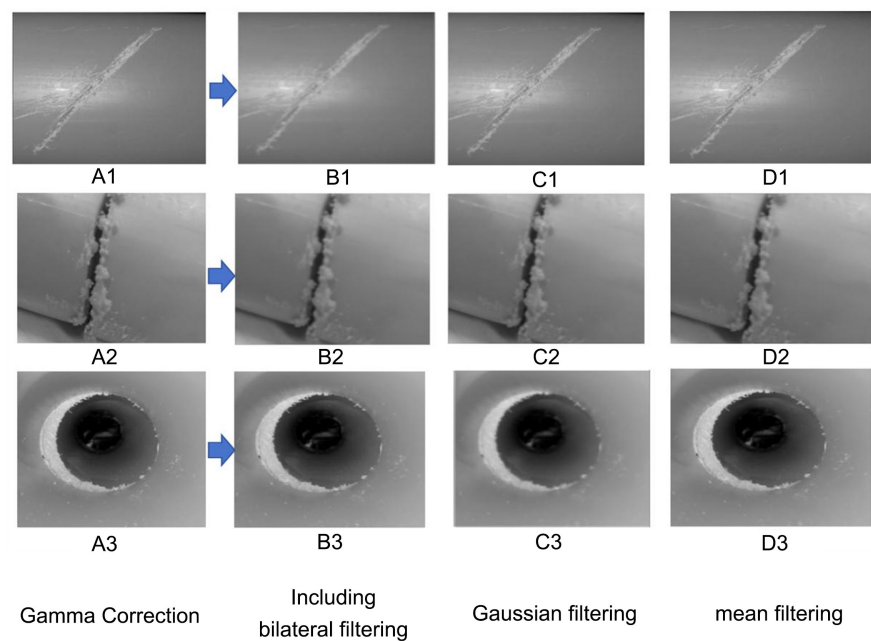 A1
B1
C1
D1
A2
B2
C2
D2
A3
B3
C3
D3
Gamma Correction
Including
bilateral filtering
Gaussian filtering
mean filtering